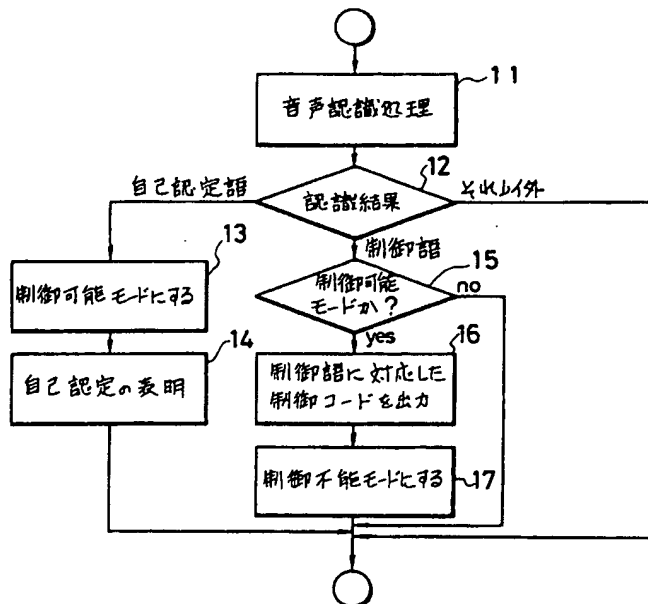 11
音声認識処理
12
自己認定語
認識結果
それ以外
制御語
13
制御可能モードにする
15
制御可能
モードか?
no
yes
14
自己認定の表明
16
制御語に対応した
制御コードを出力
制御不能モードにする
17